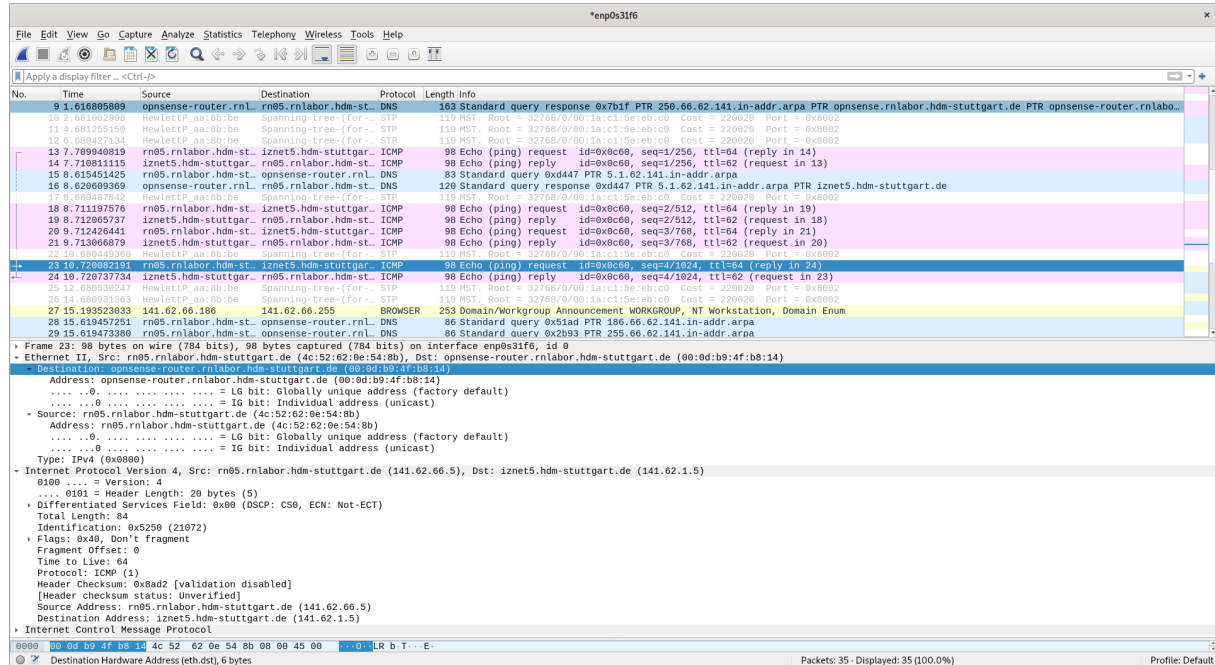 *enp0s31f6
×
File Edit View Go Capture Analyze Statistics Telephony Wireless Tools Help
Apply a display filter ... <Ctrl-/>
No. Time Source Destination Protocol Length Info
9 1.616805809 opnsense-router.rnl… rn05.rnlabor.hdm-st… DNS 163 Standard query response 0x7b1f PTR 250.66.62.141.in-addr.arpa PTR opnsense.rnlabor.hdm-stuttgart.de PTR opnsense-router.rnlabo…
10 2.681002998 HewlettP_aa:8b:be Spanning-tree-(for-… STP 119 MST. Root = 32768/0/00:1a:c1:5e:eb:c0 Cost = 220020 Port = 0x8002
11 4.681255150 HewlettP_aa:8b:be Spanning-tree-(for-… STP 119 MST. Root = 32768/0/00:1a:c1:5e:eb:c0 Cost = 220020 Port = 0x8002
12 6.680427134 HewlettP_aa:8b:be Spanning-tree-(for-… STP 119 MST. Root = 32768/0/00:1a:c1:5e:eb:c0 Cost = 220020 Port = 0x8002
13 7.709940819 rn05.rnlabor.hdm-st… iznet5.hdm-stuttgar… ICMP 98 Echo (ping) request id=0x0c60, seq=1/256, ttl=64 (reply in 14)
14 7.710811115 iznet5.hdm-stuttgar… rn05.rnlabor.hdm-st… ICMP 98 Echo (ping) reply id=0x0c60, seq=1/256, ttl=62 (request in 13)
15 8.615451425 rn05.rnlabor.hdm-st… opnsense-router.rnl… DNS 83 Standard query 0xd447 PTR 5.1.62.141.in-addr.arpa
16 8.620609369 opnsense-router.rnl… rn05.rnlabor.hdm-st… DNS 120 Standard query response 0xd447 PTR 5.1.62.141.in-addr.arpa PTR iznet5.hdm-stuttgart.de
17 8.680487842 HewlettP_aa:8b:be Spanning-tree-(for-… STP 119 MST. Root = 32768/0/00:1a:c1:5e:eb:c0 Cost = 220020 Port = 0x8002
18 8.711197576 rn05.rnlabor.hdm-st… iznet5.hdm-stuttgar… ICMP 98 Echo (ping) request id=0x0c60, seq=2/512, ttl=64 (reply in 19)
19 8.712065737 iznet5.hdm-stuttgar… rn05.rnlabor.hdm-st… ICMP 98 Echo (ping) reply id=0x0c60, seq=2/512, ttl=62 (request in 18)
20 9.712426441 rn05.rnlabor.hdm-st… iznet5.hdm-stuttgar… ICMP 98 Echo (ping) request id=0x0c60, seq=3/768, ttl=64 (reply in 21)
21 9.713066879 iznet5.hdm-stuttgar… rn05.rnlabor.hdm-st… ICMP 98 Echo (ping) reply id=0x0c60, seq=3/768, ttl=62 (request in 20)
22 10.680449360 HewlettP_aa:8b:be Spanning-tree-(for-… STP 119 MST. Root = 32768/0/00:1a:c1:5e:eb:c0 Cost = 220020 Port = 0x8002
23 10.720082191 rn05.rnlabor.hdm-st… iznet5.hdm-stuttgar… ICMP 98 Echo (ping) request id=0x0c60, seq=4/1024, ttl=64 (reply in 24)
24 10.720737734 iznet5.hdm-stuttgar… rn05.rnlabor.hdm-st… ICMP 98 Echo (ping) reply id=0x0c60, seq=4/1024, ttl=62 (request in 23)
25 12.680530247 HewlettP_aa:8b:be Spanning-tree-(for-… STP 119 MST. Root = 32768/0/00:1a:c1:5e:eb:c0 Cost = 220020 Port = 0x8002
26 14.680931363 HewlettP_aa:8b:be Spanning-tree-(for-… STP 119 MST. Root = 32768/0/00:1a:c1:5e:eb:c0 Cost = 220020 Port = 0x8002
27 15.193523033 141.62.66.186 141.62.66.255 BROWSER 253 Domain/Workgroup Announcement WORKGROUP, NT Workstation, Domain Enum
28 15.619457251 rn05.rnlabor.hdm-st… opnsense-router.rnl… DNS 86 Standard query 0x51ad PTR 186.66.62.141.in-addr.arpa
29 15.619473380 rn05.rnlabor.hdm-st… opnsense-router.rnl… DNS 86 Standard query 0x2b93 PTR 255.66.62.141.in-addr.arpa
Frame 23: 98 bytes on wire (784 bits), 98 bytes captured (784 bits) on interface enp0s31f6, id 0
Ethernet II, Src: rn05.rnlabor.hdm-stuttgart.de (4c:52:62:0e:54:8b), Dst: opnsense-router.rnlabor.hdm-stuttgart.de (00:0d:b9:4f:b8:14)
Destination: opnsense-router.rnlabor.hdm-stuttgart.de (00:0d:b9:4f:b8:14)
Address: opnsense-router.rnlabor.hdm-stuttgart.de (00:0d:b9:4f:b8:14)
.... ..0. .... .... .... .... = LG bit: Globally unique address (factory default)
.... ...0 .... .... .... .... = IG bit: Individual address (unicast)
Source: rn05.rnlabor.hdm-stuttgart.de (4c:52:62:0e:54:8b)
Address: rn05.rnlabor.hdm-stuttgart.de (4c:52:62:0e:54:8b)
.... ..0. .... .... .... .... = LG bit: Globally unique address (factory default)
.... ...0 .... .... .... .... = IG bit: Individual address (unicast)
Type: IPv4 (0x0800)
Internet Protocol Version 4, Src: rn05.rnlabor.hdm-stuttgart.de (141.62.66.5), Dst: iznet5.hdm-stuttgart.de (141.62.1.5)
0100 .... = Version: 4
.... 0101 = Header Length: 20 bytes (5)
Differentiated Services Field: 0x00 (DSCP: CS0, ECN: Not-ECT)
Total Length: 84
Identification: 0x5250 (21072)
Flags: 0x40, Don't fragment
Fragment Offset: 0
Time to Live: 64
Protocol: ICMP (1)
Header Checksum: 0x8ad2 [validation disabled]
[Header checksum status: Unverified]
Source Address: rn05.rnlabor.hdm-stuttgart.de (141.62.66.5)
Destination Address: iznet5.hdm-stuttgart.de (141.62.1.5)
Internet Control Message Protocol
0000 00 0d b9 4f b8 14 4c 52 62 0e 54 8b 08 00 45 00 ···O··LR b·T···E·
Destination Hardware Address (eth.dst), 6 bytes
Packets: 35 · Displayed: 35 (100.0%)
Profile: Default